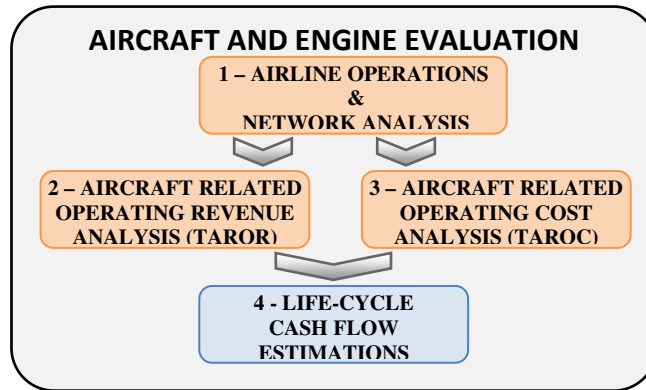 AIRCRAFT AND ENGINE EVALUATION
1 – AIRLINE OPERATIONS
&
NETWORK ANALYSIS
2 – AIRCRAFT RELATED
OPERATING REVENUE
ANALYSIS (TAROR)
3 – AIRCRAFT RELATED
OPERATING COST
ANALYSIS (TAROC)
4 - LIFE-CYCLE
CASH FLOW
ESTIMATIONS